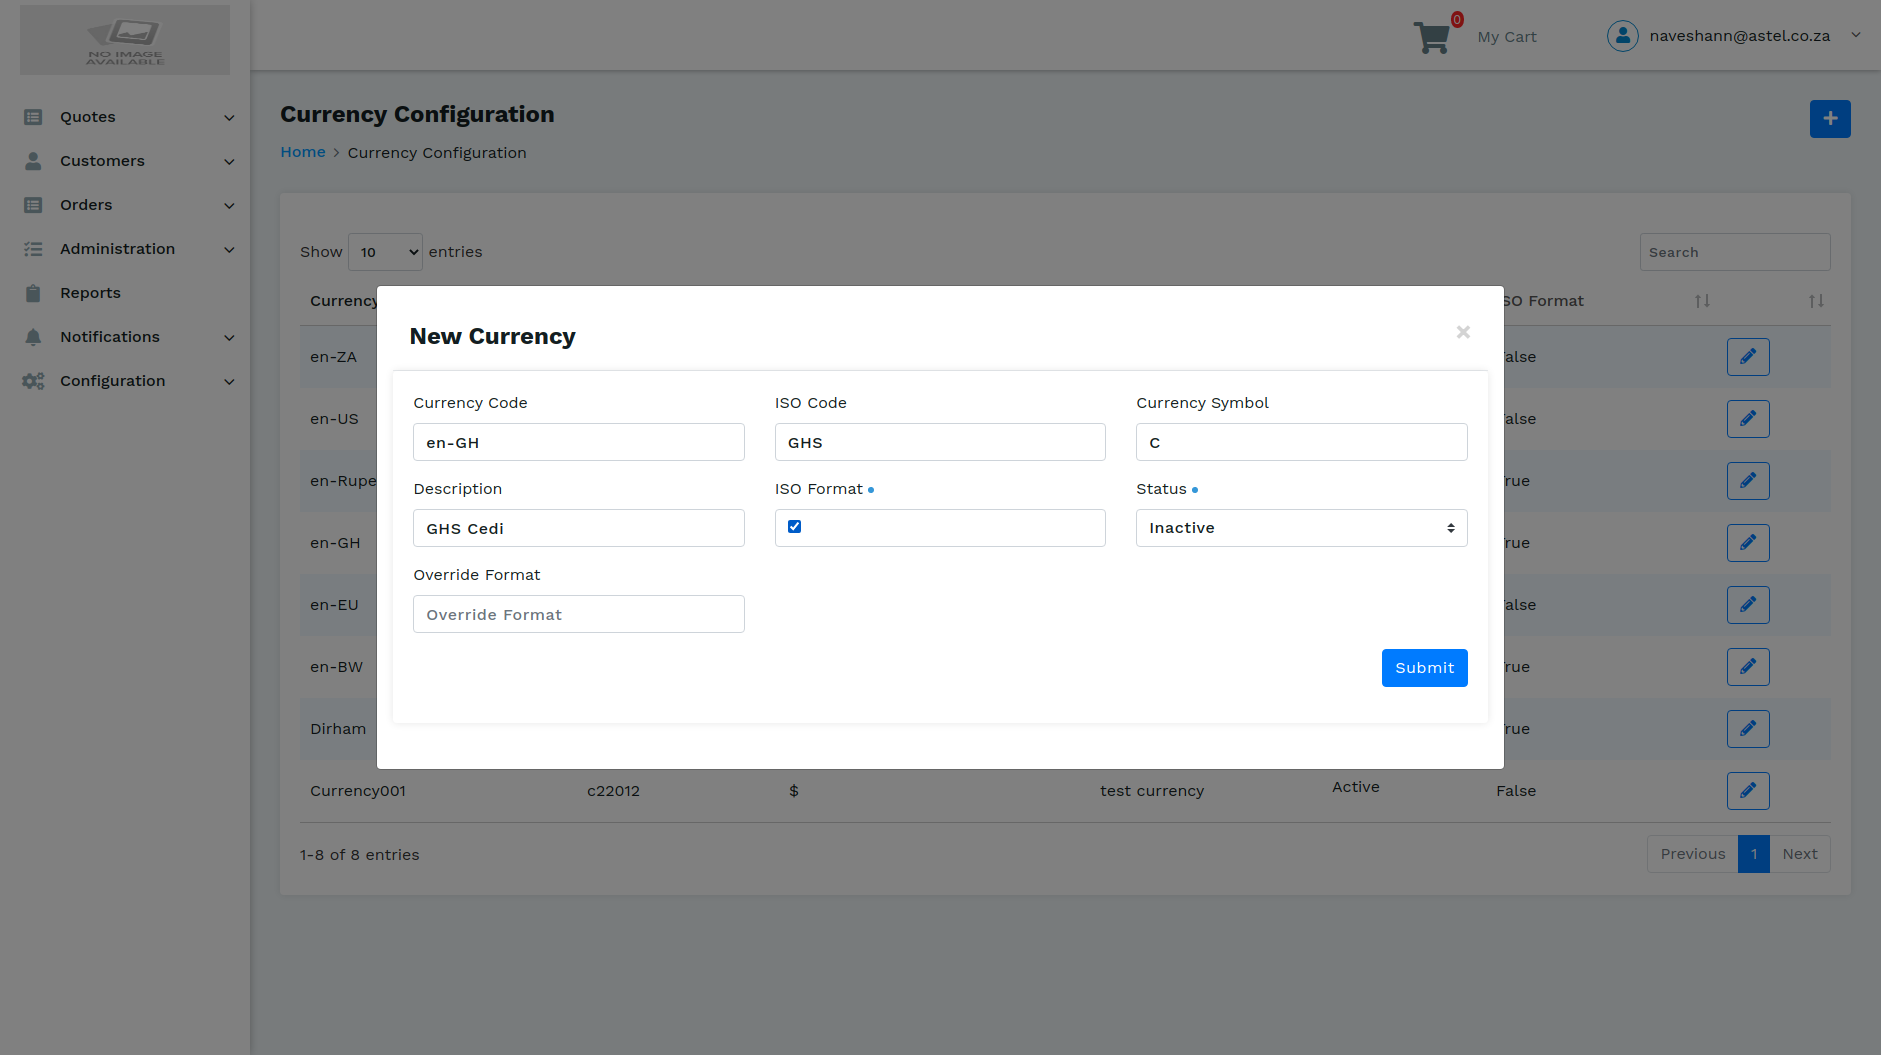 NO IMAGE
AVAILABLE
0
My Cart
naveshann@astel.co.za
Quotes
Customers
Orders
Administration
Reports
Notifications
Configuration
Currency Configuration
Home > Currency Configuration
Show 10 entries
Search
Currency
SO Format
en-ZA
alse
en-US
alse
en-Rupe
rue
en-GH
rue
en-EU
alse
en-BW
rue
Dirham
rue
New Currency
×
Currency Code
ISO Code
Currency Symbol
en-GH
GHS
C
Description
ISO Format
Status
GHS Cedi
Inactive
Override Format
Override Format
Submit
Currency001
c22012
$
test currency
Active
False
1-8 of 8 entries
Previous
1
Next